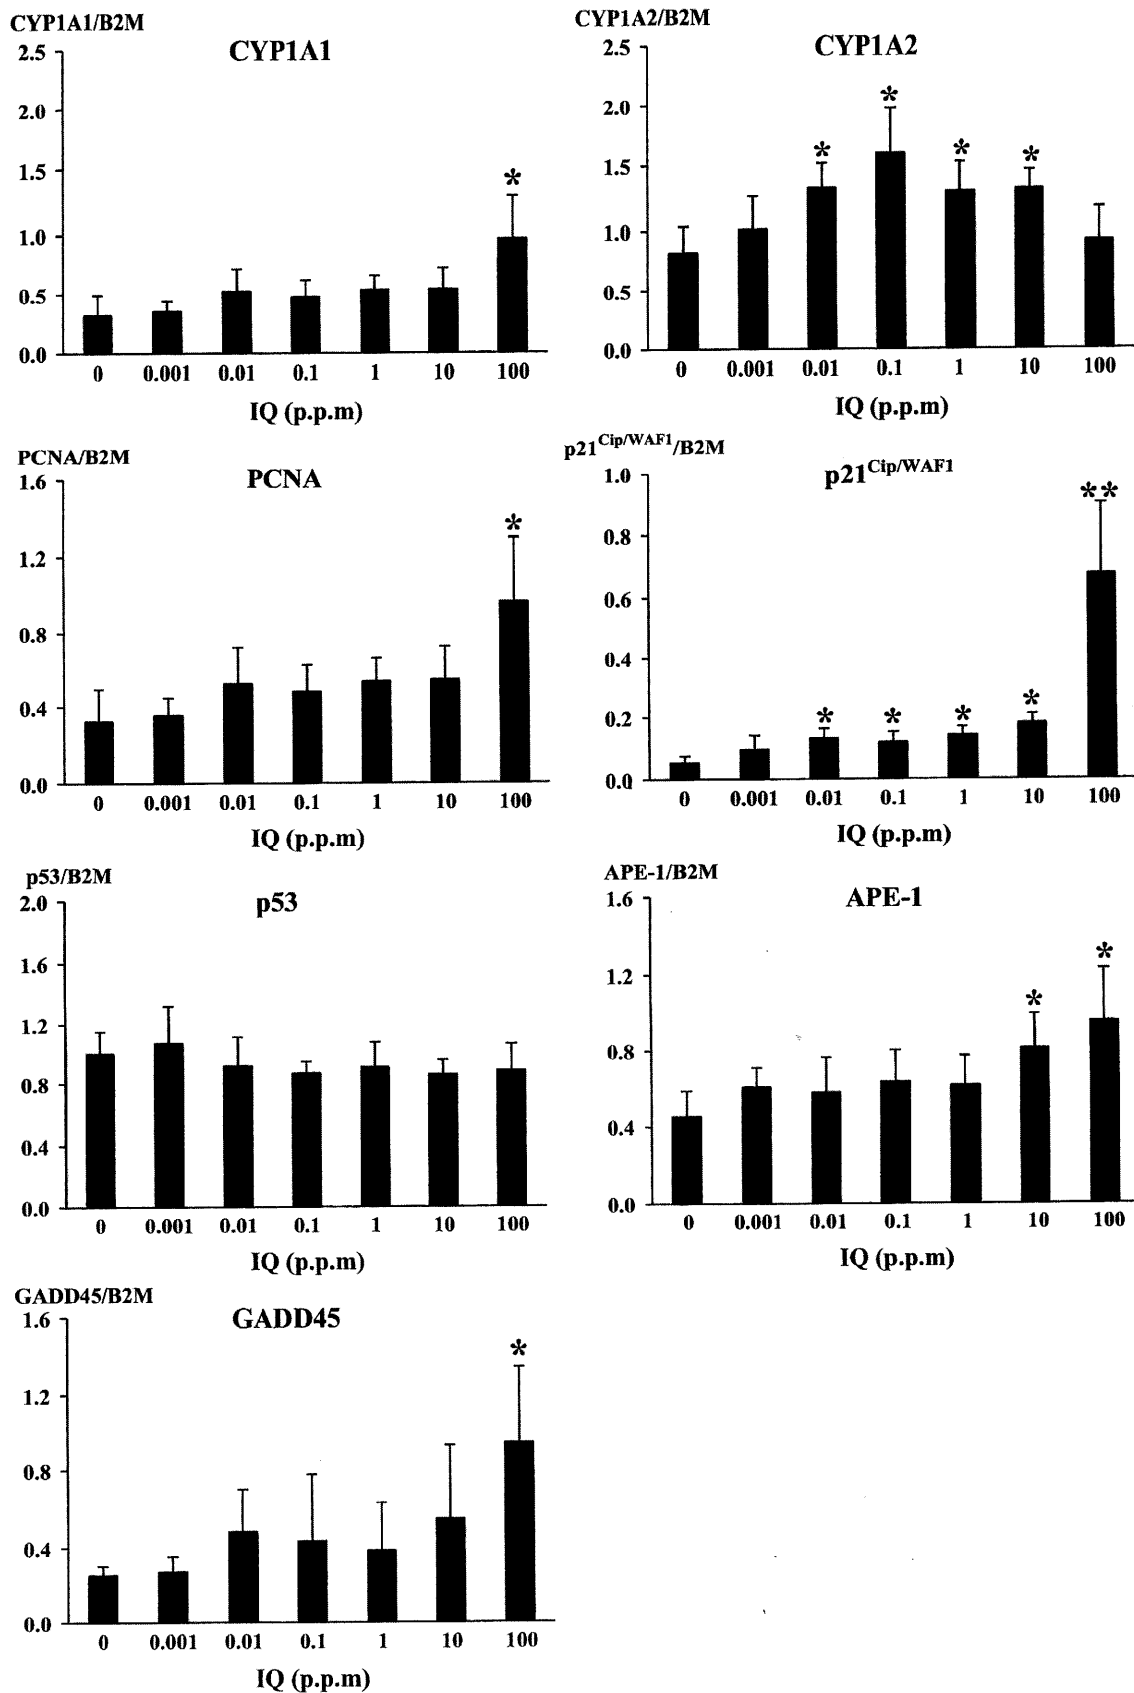 CYP1A1/B2M
CYP1A1
2.5
2.0
1.5
1.0
0.5
0.0
*
0 0.001 0.01 0.1 1 10 100
IQ (p.p.m)
CYP1A2/B2M
CYP1A2
2.5
2.0
1.5
1.0
0.5
0.0
* * * *
0 0.001 0.01 0.1 1 10 100
IQ (p.p.m)
PCNA/B2M
PCNA
1.6
1.2
0.8
0.4
0.0
*
0 0.001 0.01 0.1 1 10 100
IQ (p.p.m)
p21Cip/WAF1/B2M
p21Cip/WAF1
1.0
0.8
0.6
0.4
0.2
0.0
* * * * **
0 0.001 0.01 0.1 1 10 100
IQ (p.p.m)
p53/B2M
p53
2.0
1.6
1.2
0.8
0.4
0.0
0 0.001 0.01 0.1 1 10 100
IQ (p.p.m)
APE-1/B2M
APE-1
1.6
1.2
0.8
0.4
0.0
* *
0 0.001 0.01 0.1 1 10 100
IQ (p.p.m)
GADD45/B2M
GADD45
1.6
1.2
0.8
0.4
0.0
*
0 0.001 0.01 0.1 1 10 100
IQ (p.p.m)